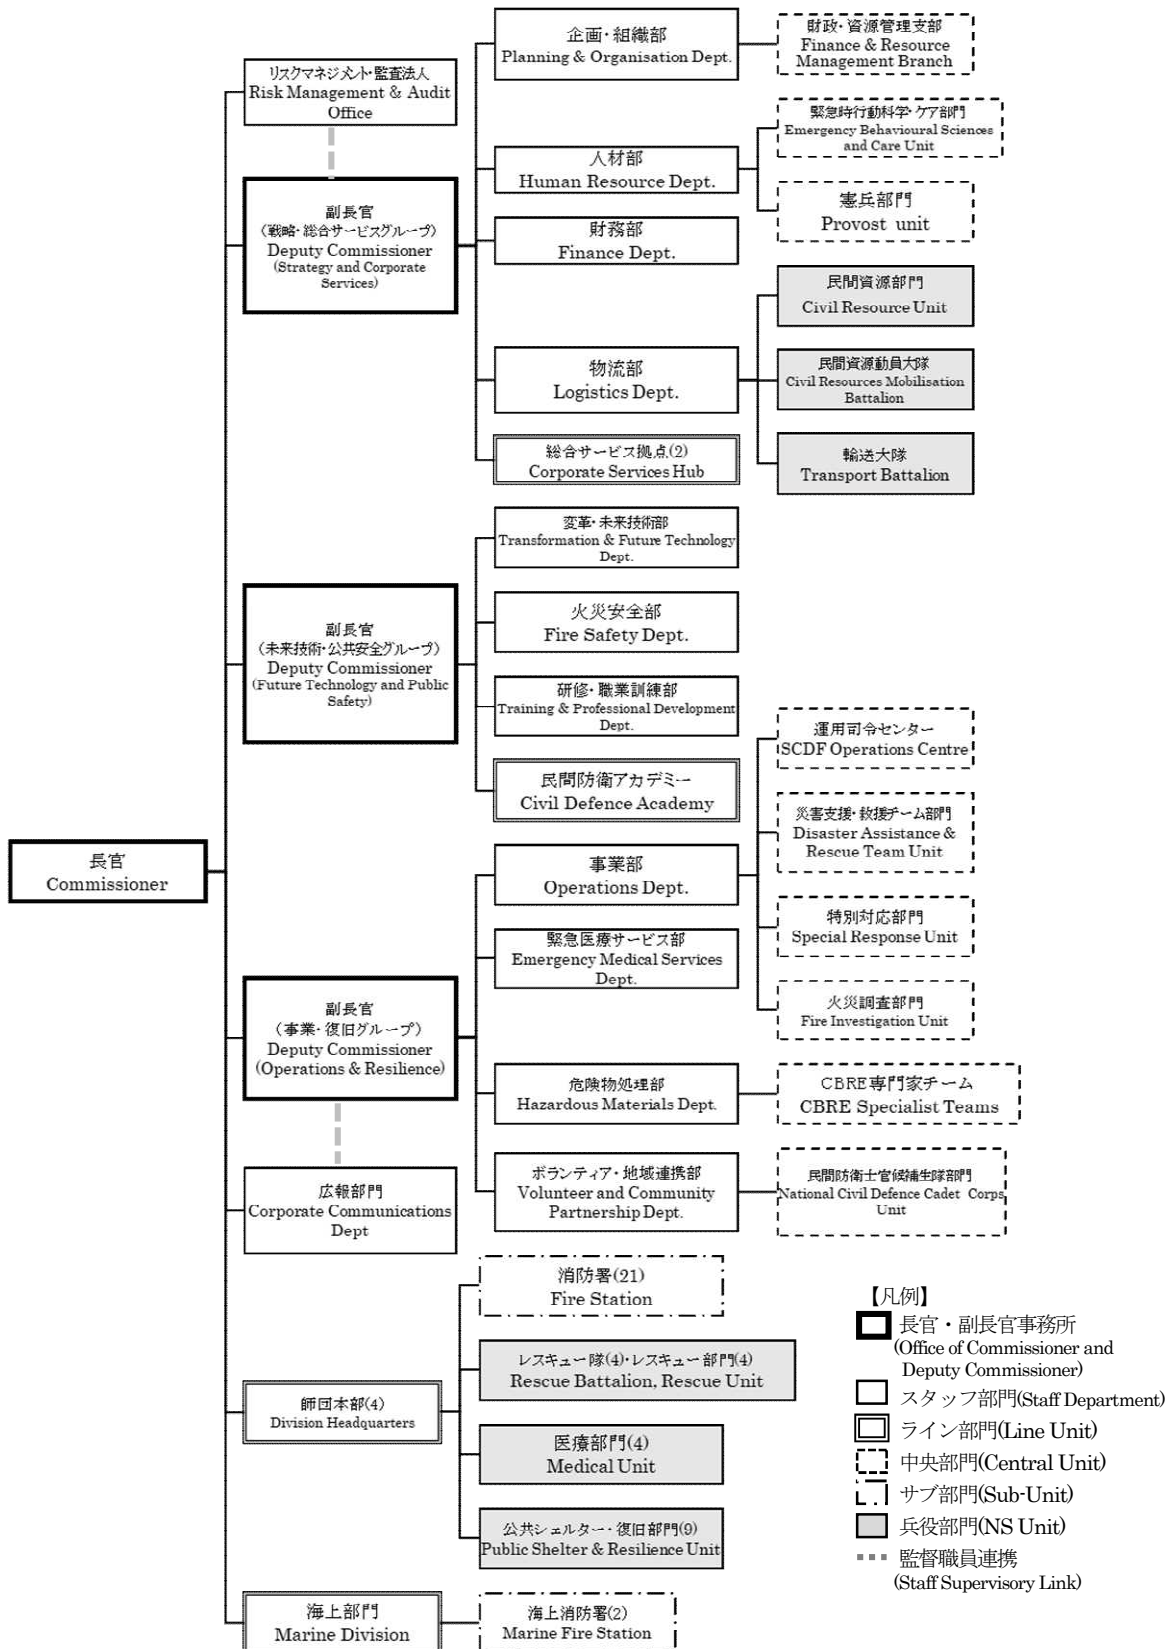 長官
Commissioner
リスクマネジメント・監査法人
Risk Management & Audit
Office
副長官
(戦略・総合サービスグループ)
Deputy Commissioner
(Strategy and Corporate
Services)
企画・組織部
Planning & Organisation Dept.
財政・資源管理支部
Finance & Resource
Management Branch
人材部
Human Resource Dept.
緊急時行動科学・ケア部門
Emergency Behavioural Sciences
and Care Unit
憲兵部門
Provost unit
財務部
Finance Dept.
物流部
Logistics Dept.
民間資源部門
Civil Resource Unit
民間資源動員大隊
Civil Resources Mobilisation
Battalion
輸送大隊
Transport Battalion
総合サービス拠点(2)
Corporate Services Hub
副長官
(未来技術・公共安全グループ)
Deputy Commissioner
(Future Technology and Public
Safety)
変革・未来技術部
Transformation & Future Technology
Dept.
火災安全部
Fire Safety Dept.
研修・職業訓練部
Training & Professional Development
Dept.
民間防衛アカデミー
Civil Defence Academy
副長官
(事業・復旧グループ)
Deputy Commissioner
(Operations & Resilience)
事業部
Operations Dept.
運用司令センター
SCDF Operations Centre
災害支援・救援チーム部門
Disaster Assistance &
Rescue Team Unit
特別対応部門
Special Response Unit
火災調査部門
Fire Investigation Unit
緊急医療サービス部
Emergency Medical Services
Dept.
危険物処理部
Hazardous Materials Dept.
CBRE専門家チーム
CBRE Specialist Teams
ボランティア・地域連携部
Volunteer and Community
Partnership Dept.
民間防衛士官候補生隊部門
National Civil Defence Cadet Corps
Unit
広報部門
Corporate Communications
Dept
師団本部(4)
Division Headquarters
消防署(21)
Fire Station
レスキュー隊(4)・レスキュー部門(4)
Rescue Battalion, Rescue Unit
医療部門(4)
Medical Unit
公共シェルター・復旧部門(9)
Public Shelter & Resilience Unit
海上部門
Marine Division
海上消防署(2)
Marine Fire Station
【凡例】
長官・副長官事務所
(Office of Commissioner and
Deputy Commissioner)
スタッフ部門(Staff Department)
ライン部門(Line Unit)
中央部門(Central Unit)
サブ部門(Sub-Unit)
兵役部門(NS Unit)
監督職員連携
(Staff Supervisory Link)